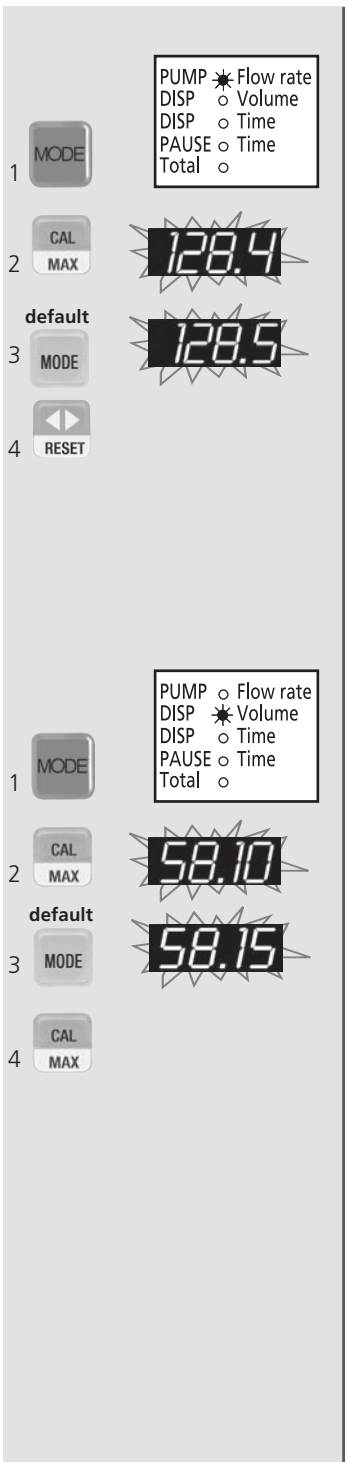 PUMP Flow rate
DISP Volume
DISP Time
PAUSE Time
Total
1 MODE
2 CAL MAX 128.4
default
3 MODE 128.5
4 RESET
PUMP Flow rate
DISP Volume
DISP Time
PAUSE Time
Total
1 MODE
2 CAL MAX 58.10
default
3 MODE 58.15
4 CAL MAX